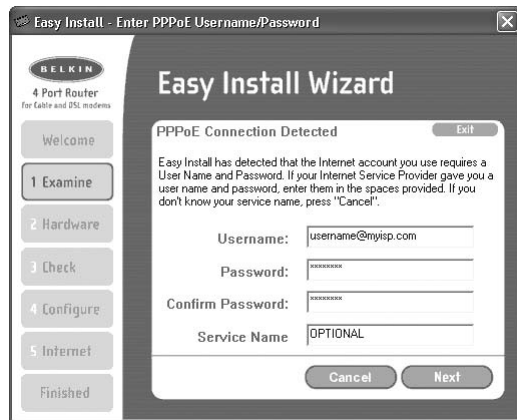 Easy Install - Enter PPPoE Username/Password
BELKIN
4 Port Router
for Cable and DSL modems
Easy Install Wizard
Welcome
1 Examine
2 Hardware
3 Check
4 Configure
5 Internet
Finished
PPPoE Connection Detected
Exit
Easy Install has detected that the Internet account you use requires a
User Name and Password. If your Internet Service Provider gave you a
user name and password, enter them in the spaces provided. If you
don't know your service name, press "Cancel".
Username: username@myisp.com
Password: ********
Confirm Password: ********
Service Name OPTIONAL
Cancel Next